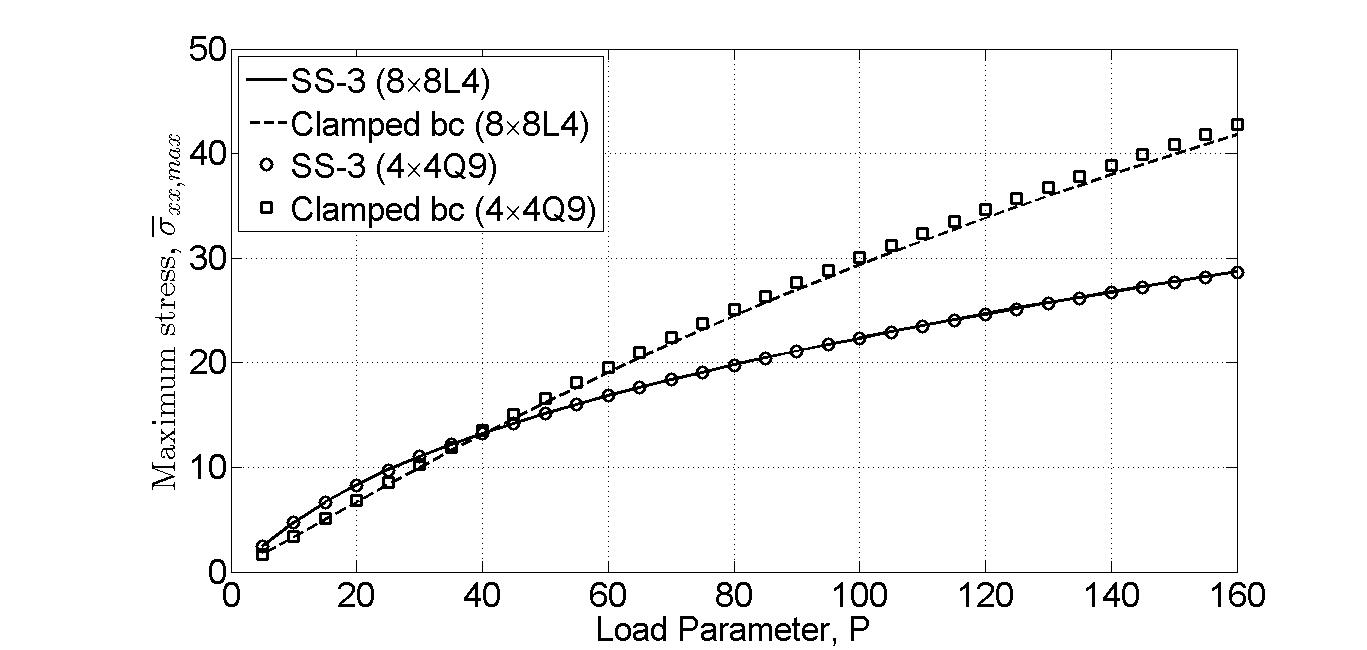 50
40
30
20
10
0
Maximum stress, σ̅xx,max
SS-3 (8×8L4)
Clamped bc (8×8L4)
SS-3 (4×4Q9)
Clamped bc (4×4Q9)
0 20 40 60 80 100 120 140 160
Load Parameter, P